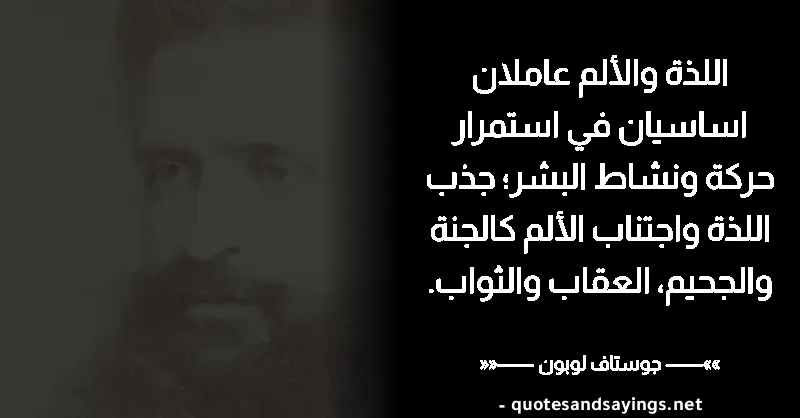 اللذة والألم عاملان
اساسيان في استمرار
حركة ونشاط البشر؛ جذب
اللذة واجتناب الألم كالجنة
والجحيم، العقاب والثواب.
»»—— جوستاف لوبون ——««
- quotesandsayings.net